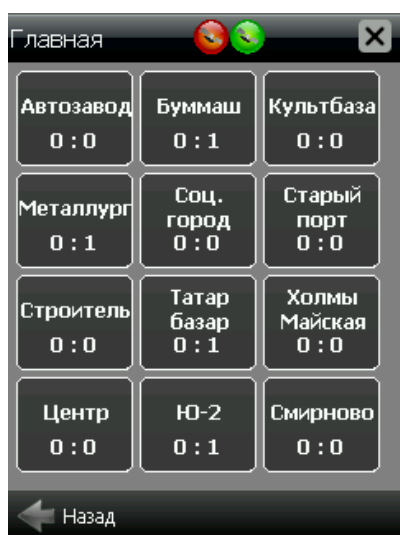 Главная
Автозавод
0 : 0
Буммаш
0 : 1
Культбаза
0 : 0
Металлург
0 : 1
Соц.
город
0 : 0
Старый
порт
0 : 0
Строитель
0 : 0
Татар
базар
0 : 1
Холмы
Майская
0 : 0
Центр
0 : 0
Ю-2
0 : 1
Смирново
0 : 0
Назад